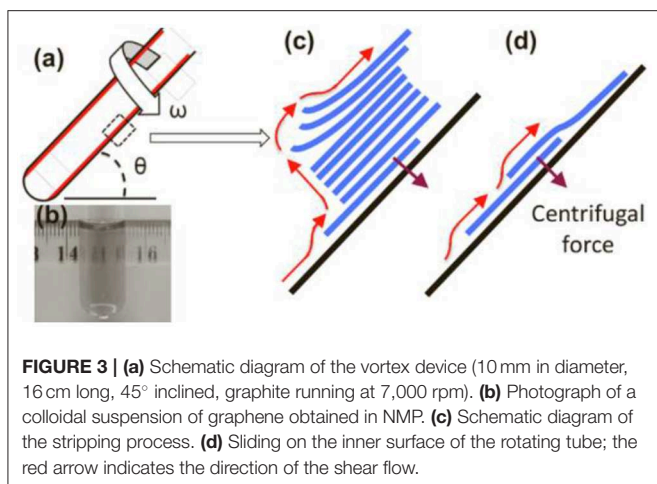 (a)
ω
θ
(b)
14
16
(c)
(d)
Centrifugal
force
FIGURE 3 | (a) Schematic diagram of the vortex device (10 mm in diameter,
16 cm long, 45° inclined, graphite running at 7,000 rpm). (b) Photograph of a
colloidal suspension of graphene obtained in NMP. (c) Schematic diagram of
the stripping process. (d) Sliding on the inner surface of the rotating tube; the
red arrow indicates the direction of the shear flow.